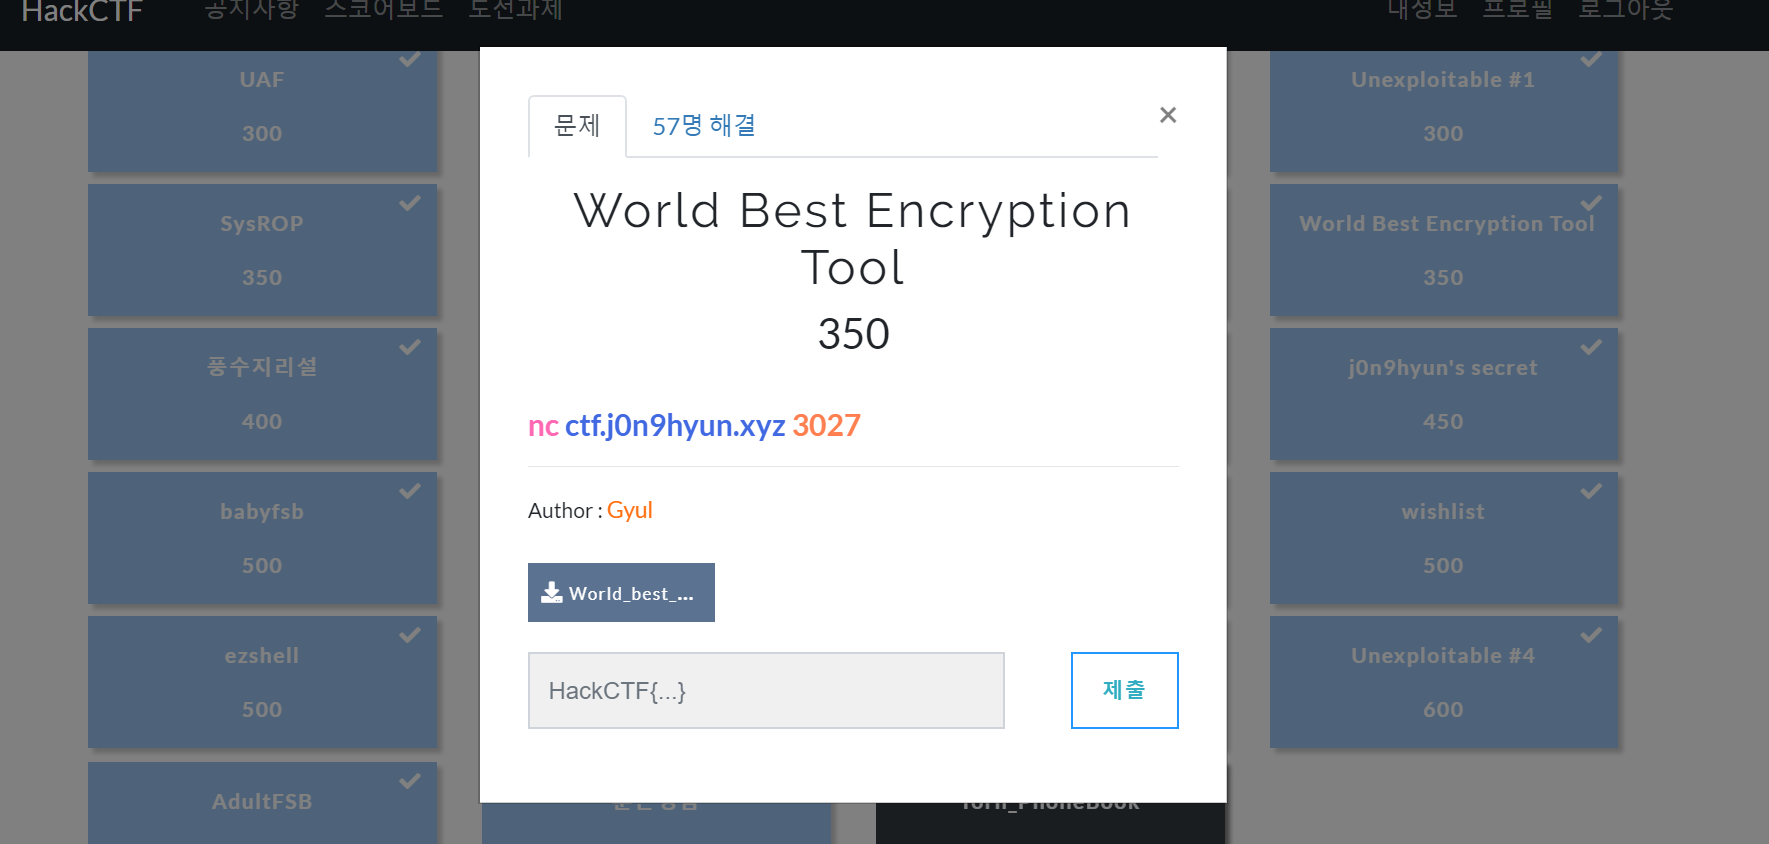 HackCTF 공지사항 스코어보드 도전과제 내정보 프로필 로그아웃
UAF
300
Unexploitable #1
300
SysROP
350
World Best Encryption Tool
350
풍수지리설
400
j0n9hyun's secret
450
babyfsb
500
wishlist
500
ezshell
500
Unexploitable #4
600
AdultFSB
문제 57명 해결 ×
World Best Encryption
Tool
350
nc ctf.j0n9hyun.xyz 3027
Author : Gyul
World_best_...
HackCTF{...}
제출
PhoneBook